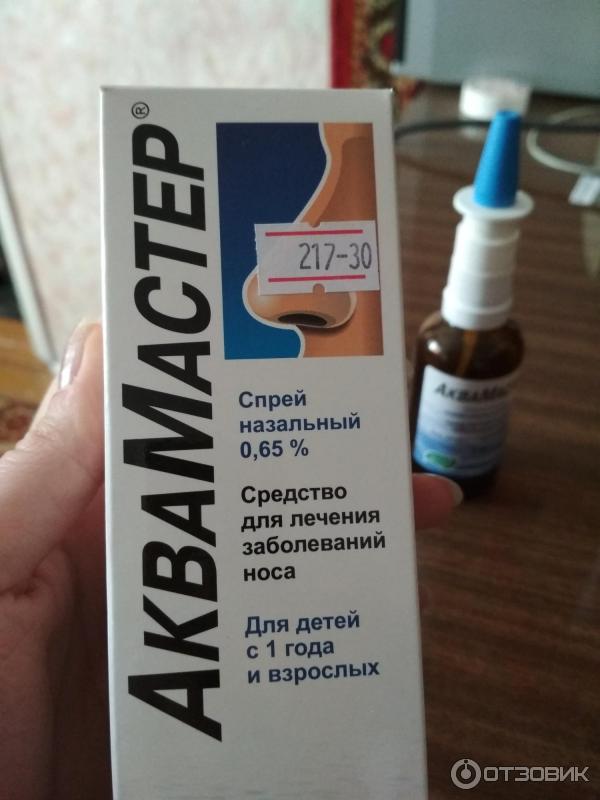 АКВАМАСТЕР®
217-30
Спрей
назальный
0,65 %
Средство
для лечения
заболеваний
носа
Для детей
с 1 года
и взрослых
ОТЗОВИК